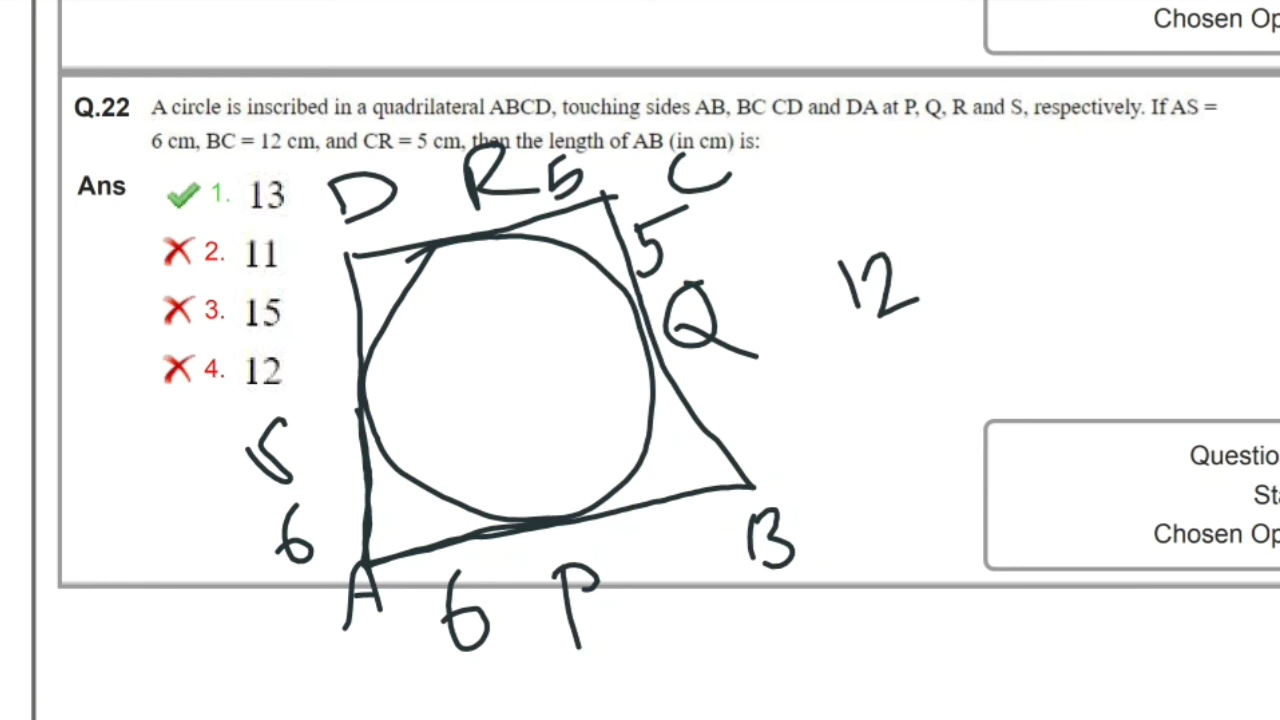 Chosen Op
Q.22 A circle is inscribed in a quadrilateral ABCD, touching sides AB, BC CD and DA at P, Q, R and S, respectively. If AS =
6 cm, BC = 12 cm, and CR = 5 cm, then the length of AB (in cm) is:
Ans 1. 13
2. 11
3. 15
4. 12
D R 5 C
5
Q 12
S
6
A 6 P B
Questio
St
Chosen Op